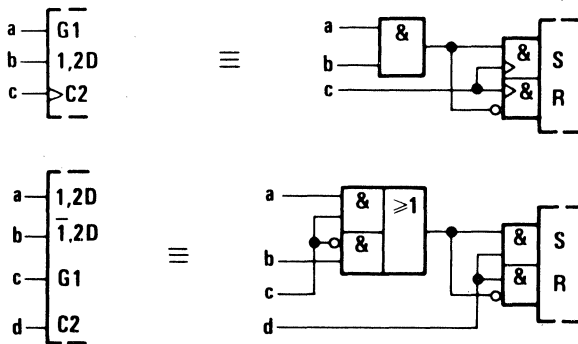 a G1
b 1,2D
c C2
≡
a
b
c
&
& S
& R
a 1,2D
b 1̅,2D
c G1
d C2
≡
a
b
c
d
& ≥1
&
& S
& R